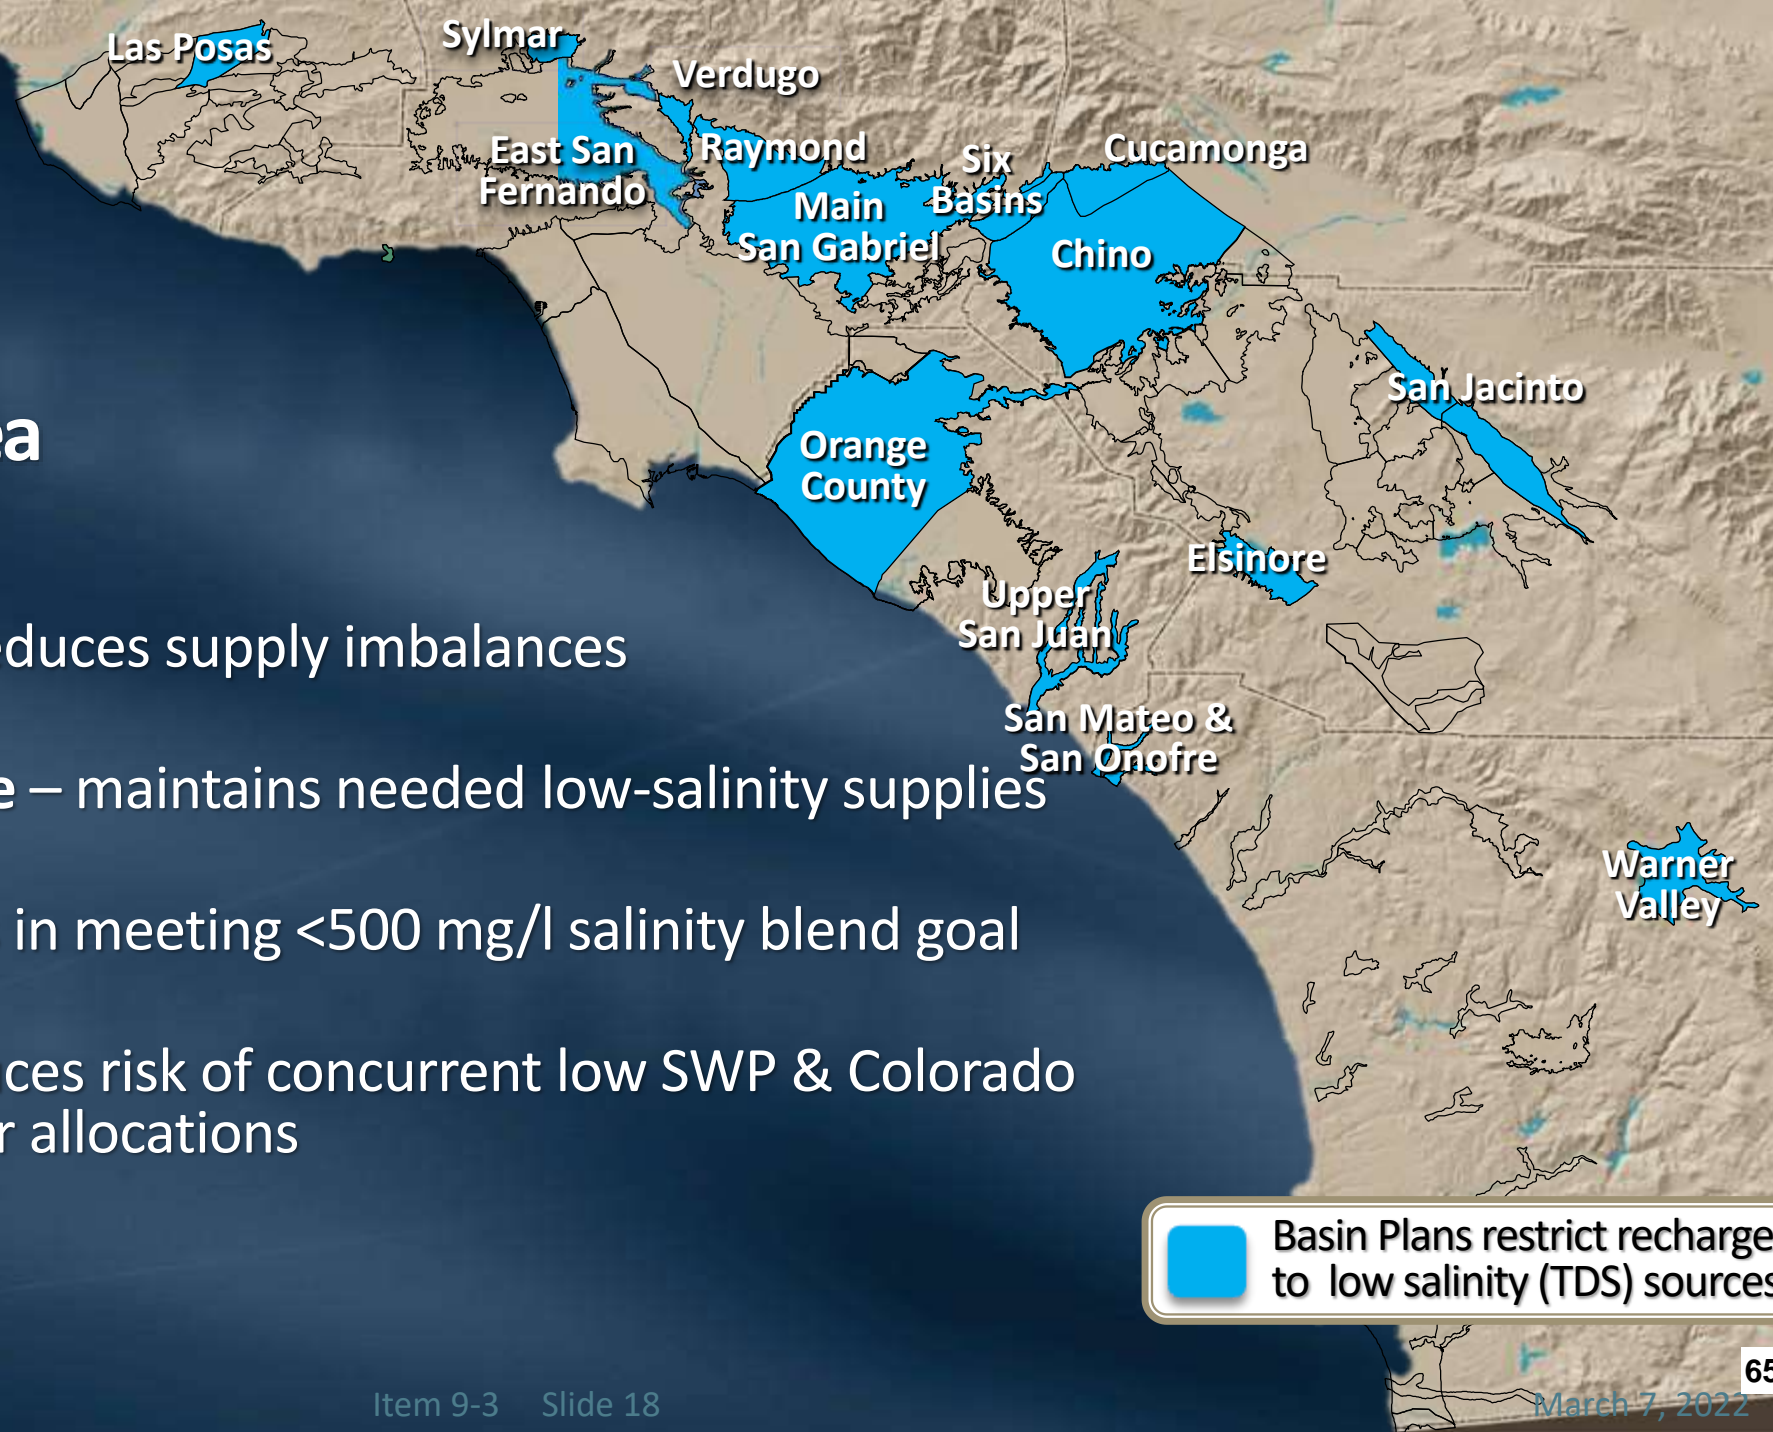 Las Posas
Sylmar
Verdugo
East San
Fernando
Raymond
Main
San Gabriel
Six
Basins
Cucamonga
Chino
San Jacinto
Orange
County
Elsinore
Upper
San Juan
San Mateo &
San Onofre
Warner
Valley
ea
educes supply imbalances
e – maintains needed low-salinity supplies
in meeting <500 mg/l salinity blend goal
ces risk of concurrent low SWP & Colorado
r allocations
Basin Plans restrict recharge
to low salinity (TDS) sources
65
Item 9-3 Slide 18
March 7, 2022